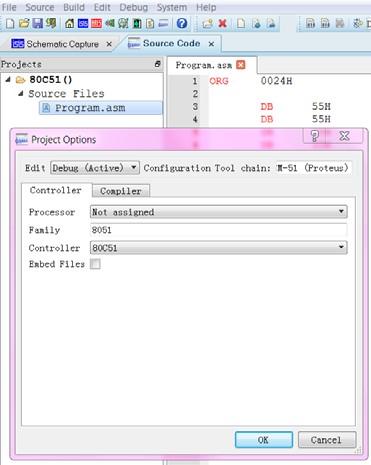 File Source Build Edit Debug System Help
Schematic Capture Source Code
Projects
Program.asm
80C51()
Source Files
Program.asm
1 ORG 0024H
2
3 DB 55H
4 DB 55H
Project Options
Edit Debug (Active) Configuration Tool chain: M-51 (Proteus)
Controller Compiler
Processor Not assigned
Family 8051
Controller 80C51
Embed Files
OK Cancel